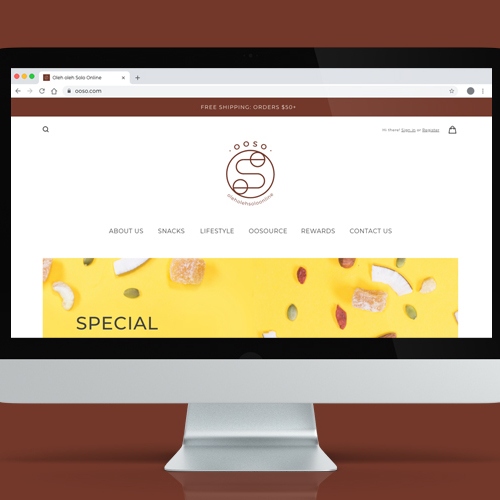 Oleh oleh Solo Online
ooso.com
FREE SHIPPING: ORDERS $50+
Hi there! Sign in or Register
OOSO
oleholehsoloonline
ABOUT US SNACKS LIFESTYLE OOSOURCE REWARDS CONTACT US
SPECIAL